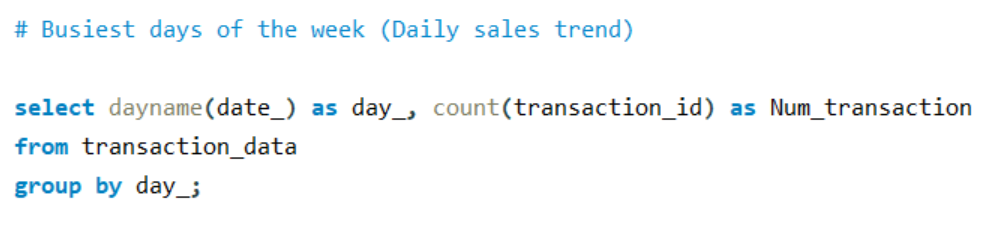 # Busiest days of the week (Daily sales trend)
select dayname(date_) as day_, count(transaction_id) as Num_transaction
from transaction_data
group by day_;